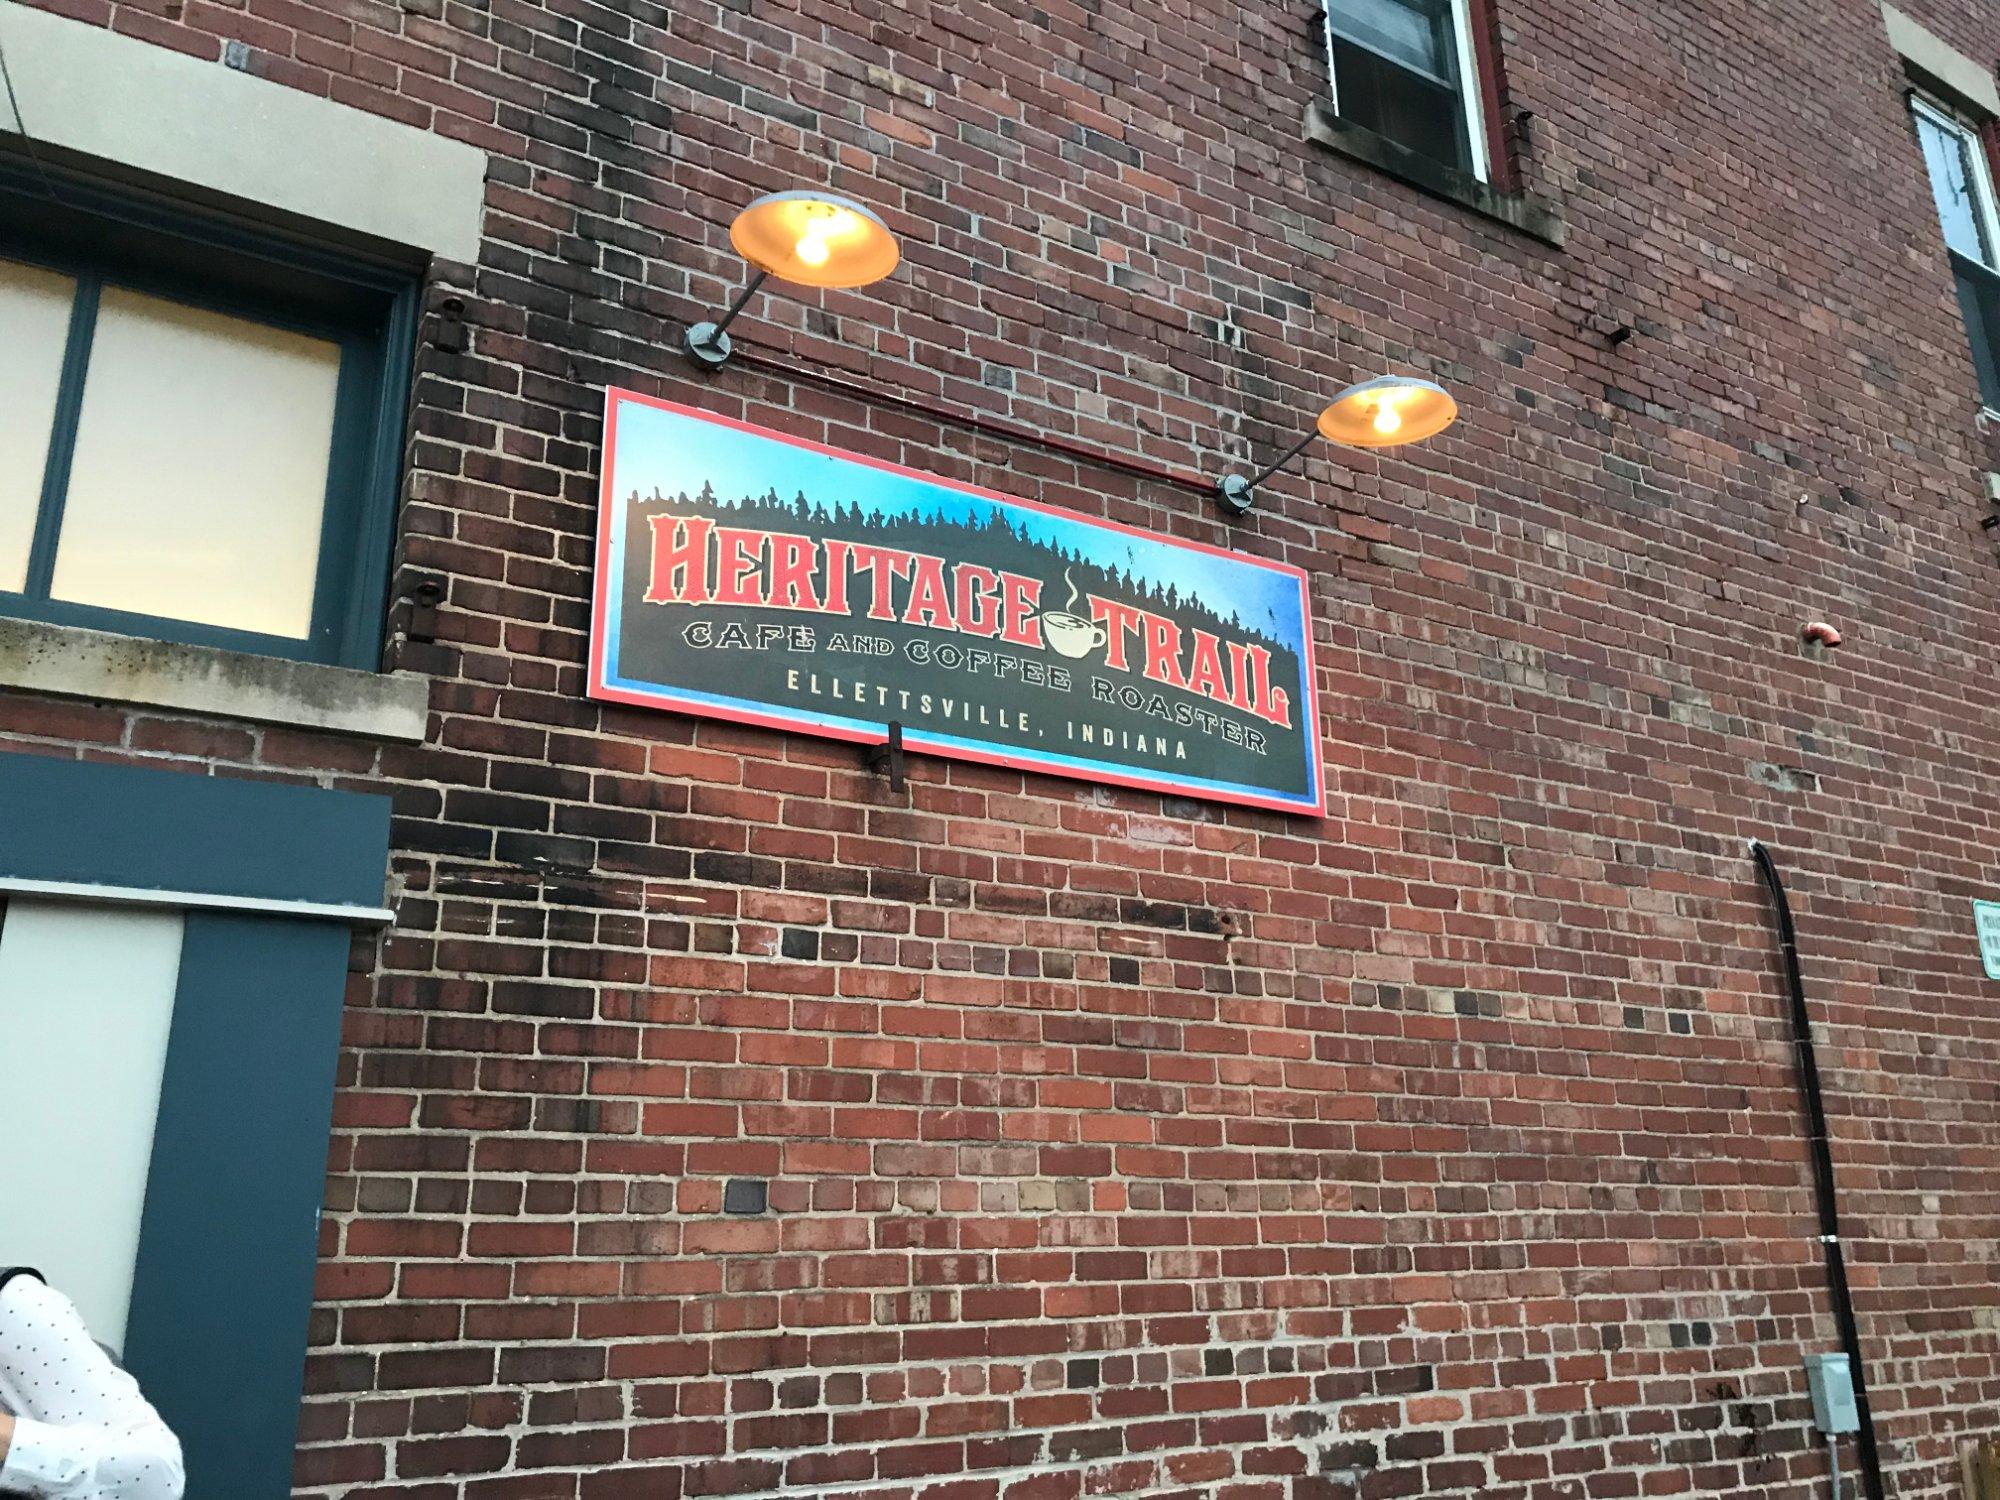 HERITAGE TRAIL
CAFE AND COFFEE ROASTER
ELLETTSVILLE, INDIANA